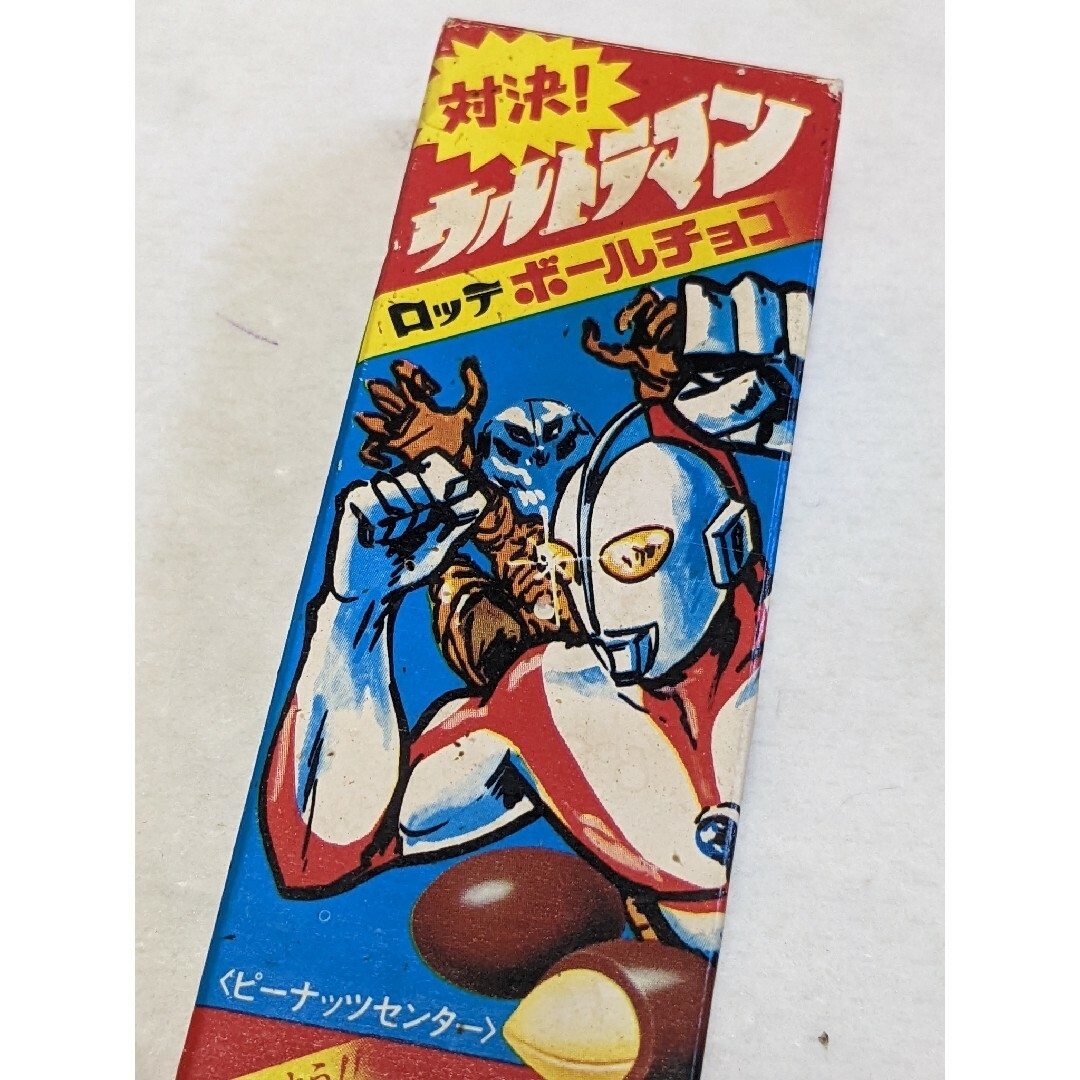 対決!
ウルトラマン
ロッテ ボールチョコ
〈ピーナッツセンター〉